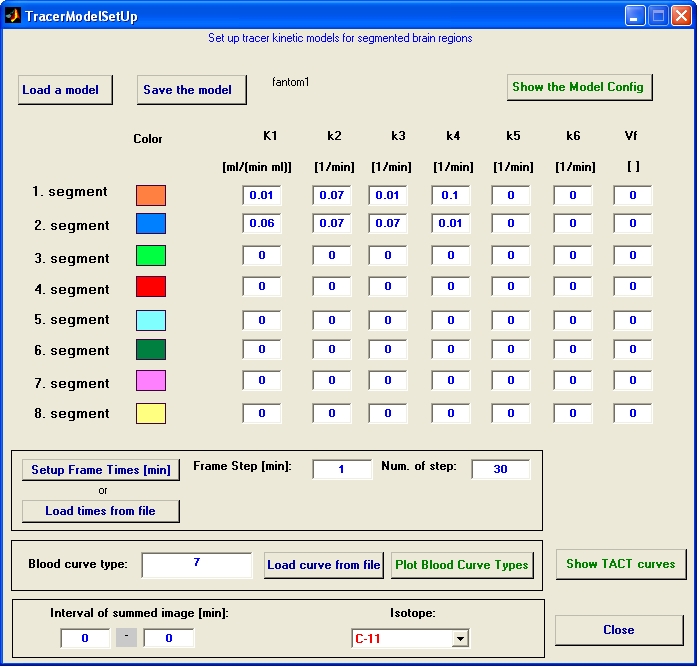 TracerModelSetUp
Set up tracer kinetic models for segmented brain regions
Load a model Save the model fantom1 Show the Model Config
Color K1 k2 k3 k4 k5 k6 Vf
[ml/(min ml)] [1/min] [1/min] [1/min] [1/min] [1/min] [ ]
1. segment 0.01 0.07 0.01 0.1 0 0 0
2. segment 0.06 0.07 0.07 0.01 0 0 0
3. segment 0 0 0 0 0 0 0
4. segment 0 0 0 0 0 0 0
5. segment 0 0 0 0 0 0 0
6. segment 0 0 0 0 0 0 0
7. segment 0 0 0 0 0 0 0
8. segment 0 0 0 0 0 0 0
Setup Frame Times [min] Frame Step [min]: 1 Num. of step: 30
or
Load times from file
Blood curve type: 7 Load curve from file Plot Blood Curve Types Show TACT curves
Interval of summed image [min]: Isotope:
0 - 0 C-11 Close